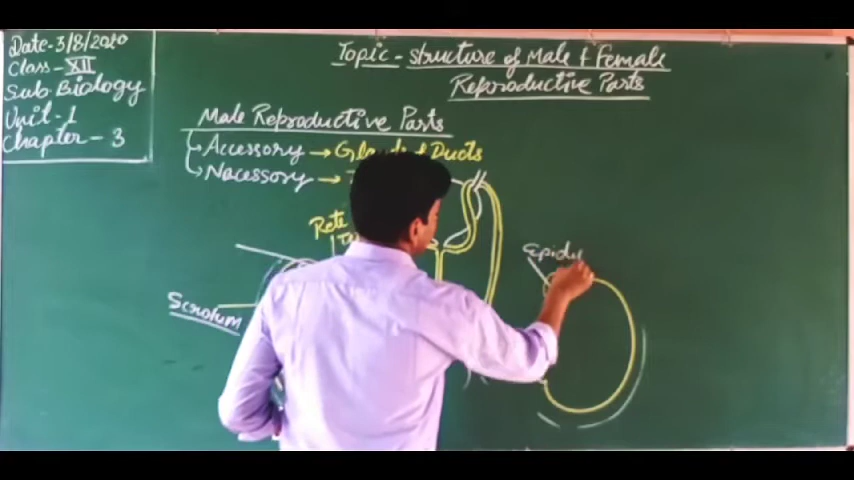 Date-3/8/2020
Class-XII
Sub-Biology
Unit-1
Chapter-3
Topic-structure of Male & Female
Reproductive Parts
Male Reproductive Parts
Accessory → Glands & Ducts
Nacessory →
Rete
Scrotum
Epidi